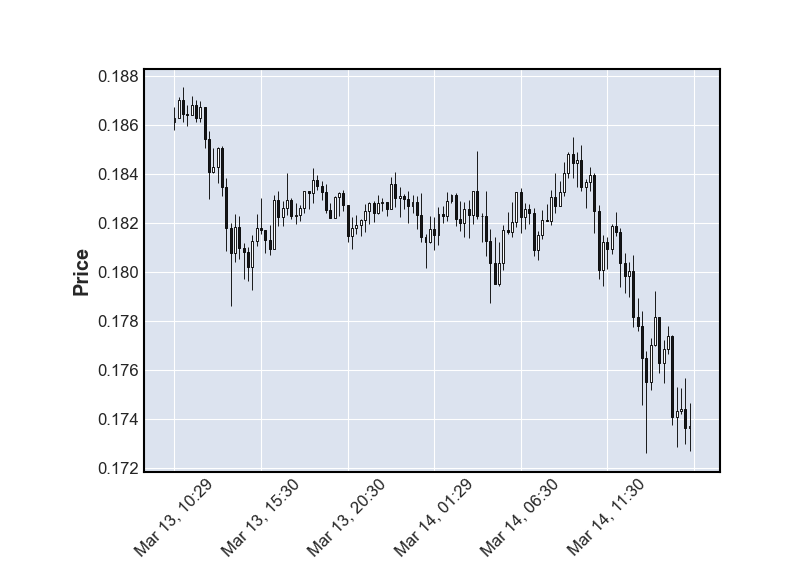 0.188
0.186
0.184
0.182
0.180
0.178
0.176
0.174
0.172
Price
Mar 13, 10:29
Mar 13, 15:30
Mar 13, 20:30
Mar 14, 01:29
Mar 14, 06:30
Mar 14, 11:30